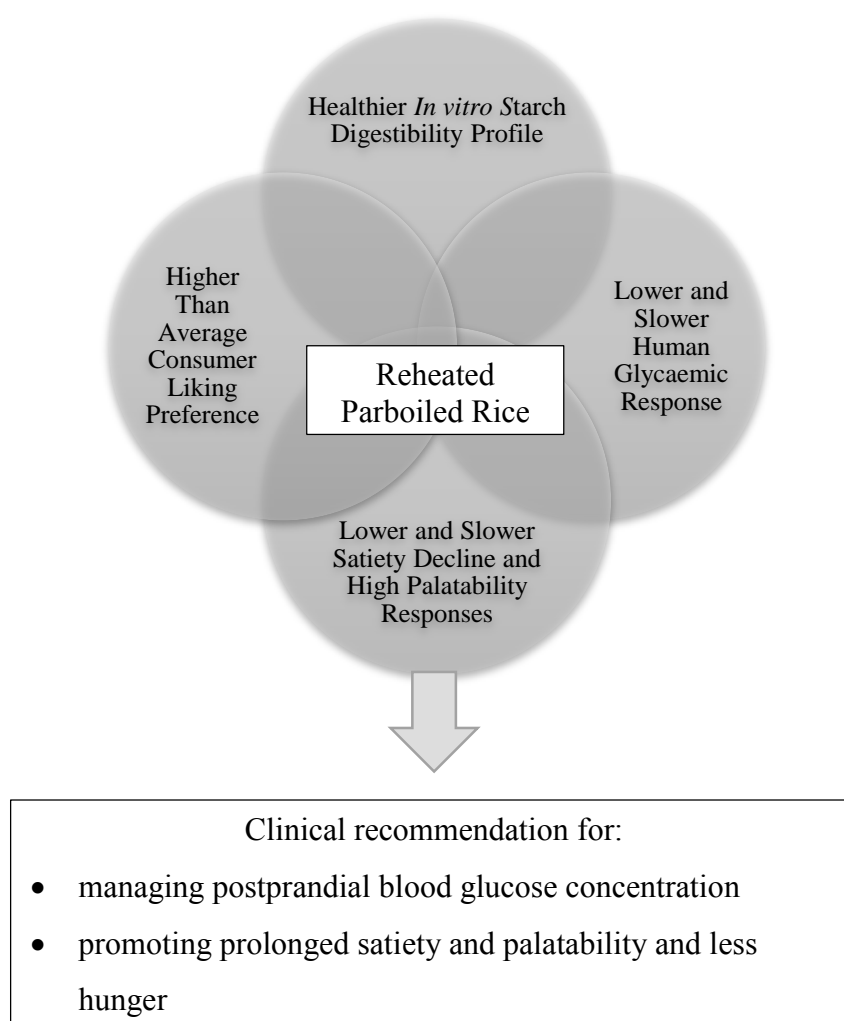 Healthier In vitro Starch
Digestibility Profile
Higher
Than
Average
Consumer
Liking
Preference
Lower and
Slower
Human
Glycaemic
Response
Reheated
Parboiled Rice
Lower and Slower
Satiety Decline and
High Palatability
Responses
Clinical recommendation for:
• managing postprandial blood glucose concentration
• promoting prolonged satiety and palatability and less
hunger